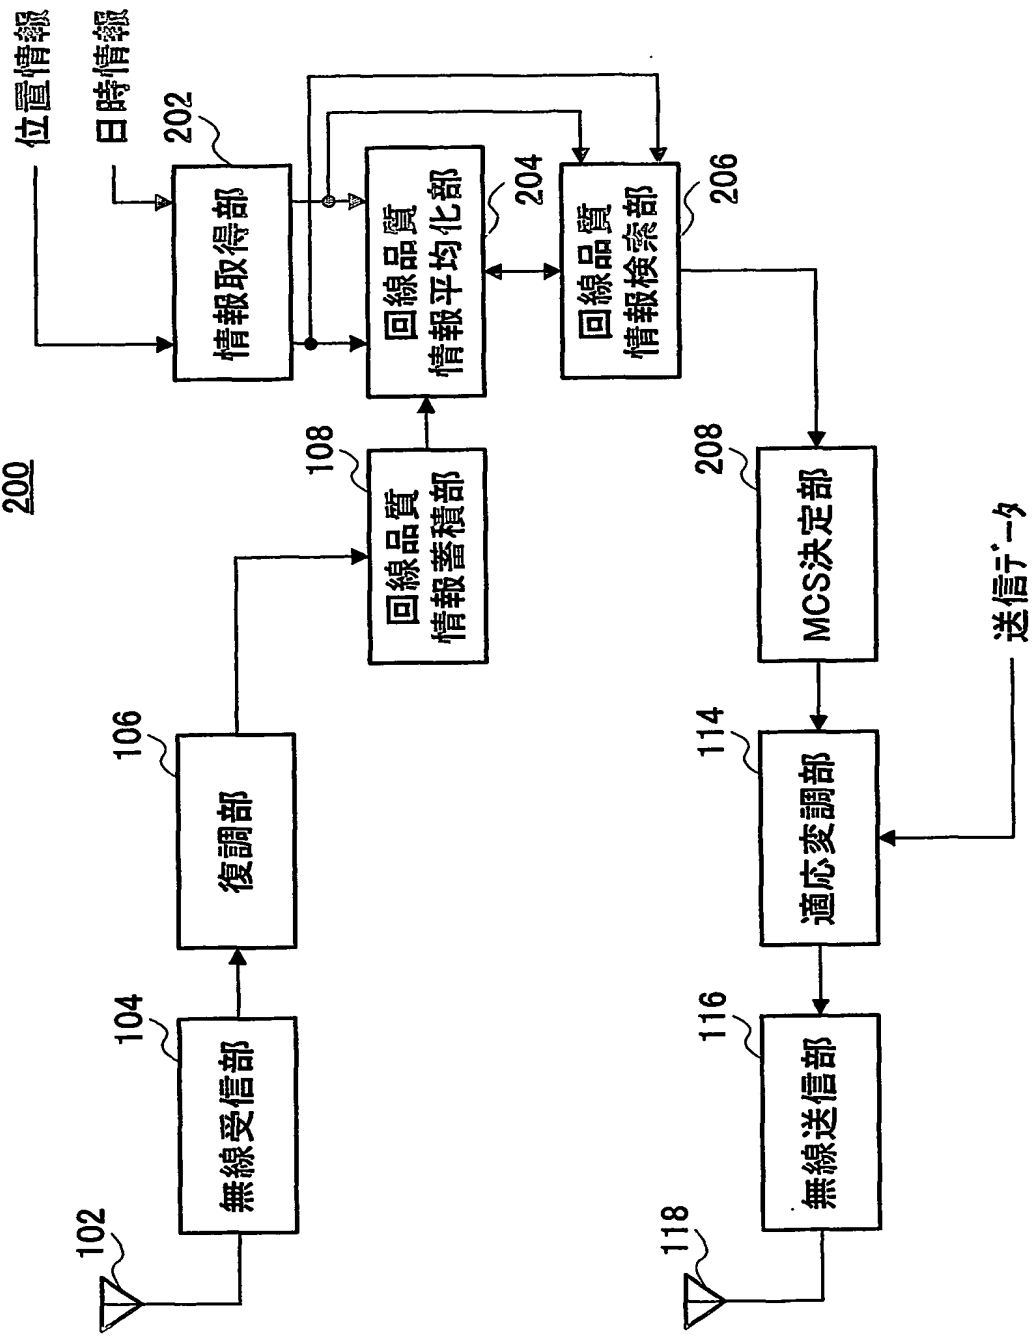 200
位置情報
日時情報
202
情報取得部
102
104
無線受信部
106
復調部
108
回線品質
情報蓄積部
回線品質
情報平均化部
204
回線品質
情報検索部
206
118
116
無線送信部
114
適応変調部
208
MCS決定部
送信データ